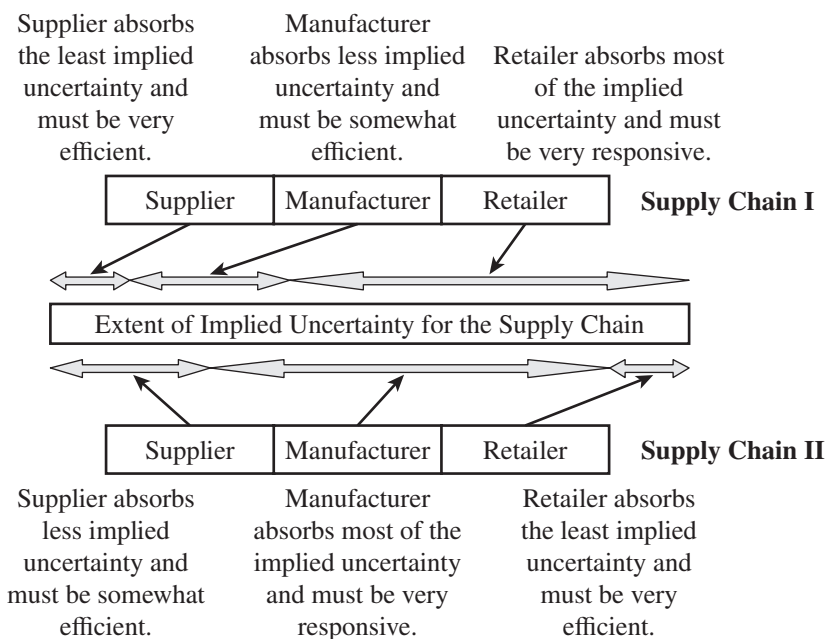 Supplier absorbs
the least implied
uncertainty and
must be very
efficient.
Manufacturer
absorbs less implied
uncertainty and
must be somewhat
efficient.
Retailer absorbs most
of the implied
uncertainty and must
be very responsive.
Supplier
Manufacturer
Retailer
Supply Chain I
Extent of Implied Uncertainty for the Supply Chain
Supplier
Manufacturer
Retailer
Supply Chain II
Supplier absorbs
less implied
uncertainty and
must be somewhat
efficient.
Manufacturer
absorbs most of the
implied uncertainty
and must be very
responsive.
Retailer absorbs
the least implied
uncertainty and
must be very
efficient.